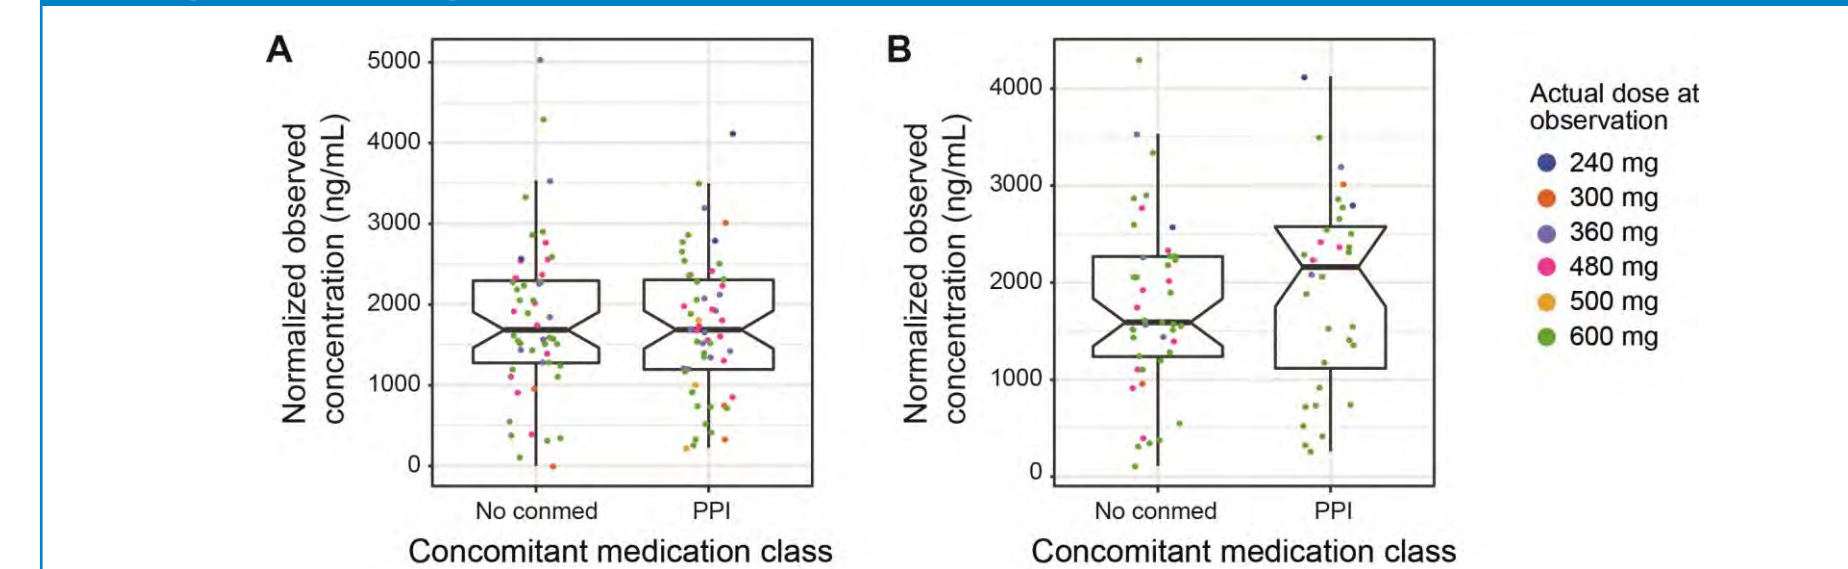 A
Normalized observed
concentration (ng/mL)
5000
4000
3000
2000
1000
0
No conmed
PPI
Concomitant medication class
B
Normalized observed
concentration (ng/mL)
4000
3000
2000
1000
0
No conmed
PPI
Concomitant medication class
Actual dose at
observation
240 mg
300 mg
360 mg
480 mg
500 mg
600 mg